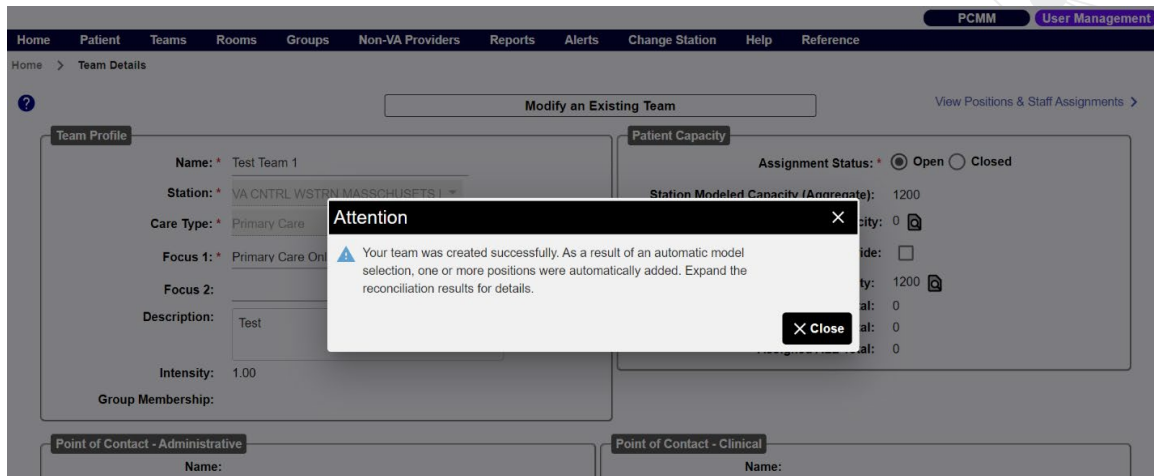 PCMM User Management
Home Patient Teams Rooms Groups Non-VA Providers Reports Alerts Change Station Help Reference
Home > Team Details
? Modify an Existing Team View Positions & Staff Assignments >
Team Profile
Name: * Test Team 1
Station: * VA CNTRL WSTRN MASSCHUSETS
Care Type: * Primary Care
Focus 1: * Primary Care Onl
Focus 2:
Description: Test
Intensity: 1.00
Group Membership:
Patient Capacity
Assignment Status: * Open Closed
Station Modeled Capacity (Aggregate): 1200
city: 0
ide:
ty: 1200
al: 0
al: 0
al: 0
Attention
Your team was created successfully. As a result of an automatic model
selection, one or more positions were automatically added. Expand the
reconciliation results for details.
Close
Point of Contact - Administrative
Name:
Point of Contact - Clinical
Name: